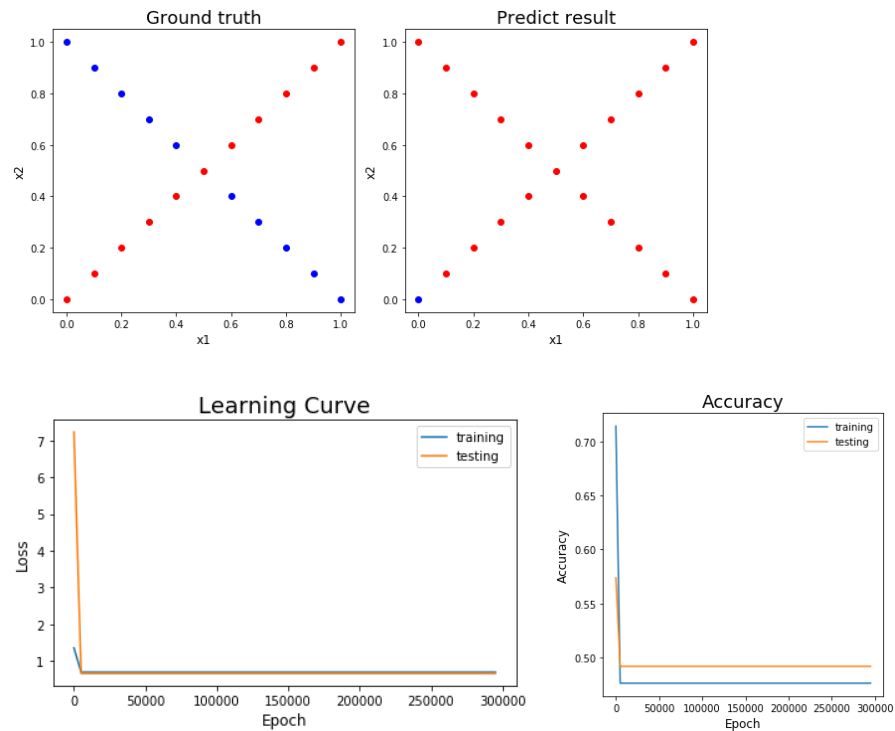 Ground truth
1.0
0.8
0.6
0.4
0.2
0.0
x2
0.0 0.2 0.4 0.6 0.8 1.0
x1
Predict result
1.0
0.8
0.6
0.4
0.2
0.0
x2
0.0 0.2 0.4 0.6 0.8 1.0
x1
Learning Curve
training
testing
7
6
5
4
3
2
1
Loss
0 50000 100000 150000 200000 250000 300000
Epoch
Accuracy
training
testing
0.70
0.65
0.60
0.55
0.50
Accuracy
0 50000 100000 150000 200000 250000 300000
Epoch